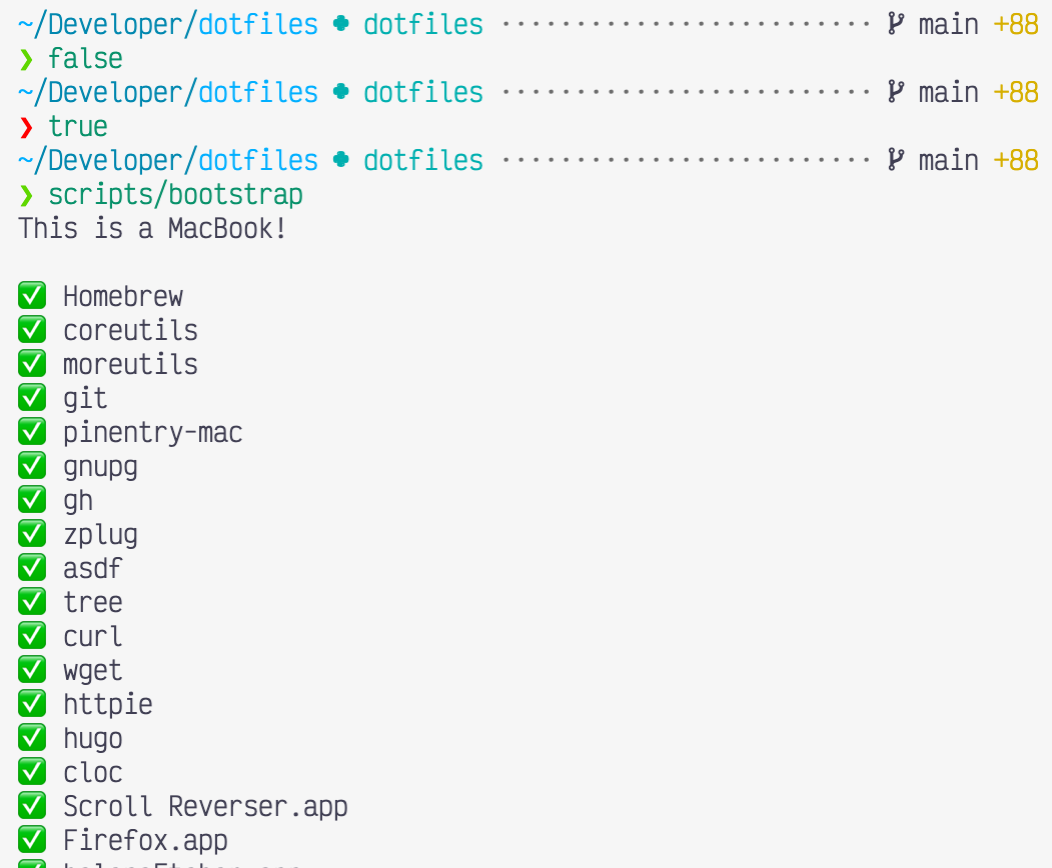 ~/Developer/dotfiles ✚ dotfiles ························· main +88
❯ false
~/Developer/dotfiles ✚ dotfiles ························· main +88
❯ true
~/Developer/dotfiles ✚ dotfiles ························· main +88
❯ scripts/bootstrap
This is a MacBook!
✅ Homebrew
✅ coreutils
✅ moreutils
✅ git
✅ pinentry-mac
✅ gnupg
✅ gh
✅ zplug
✅ asdf
✅ tree
✅ curl
✅ wget
✅ httpie
✅ hugo
✅ cloc
✅ Scroll Reverser.app
✅ Firefox.app